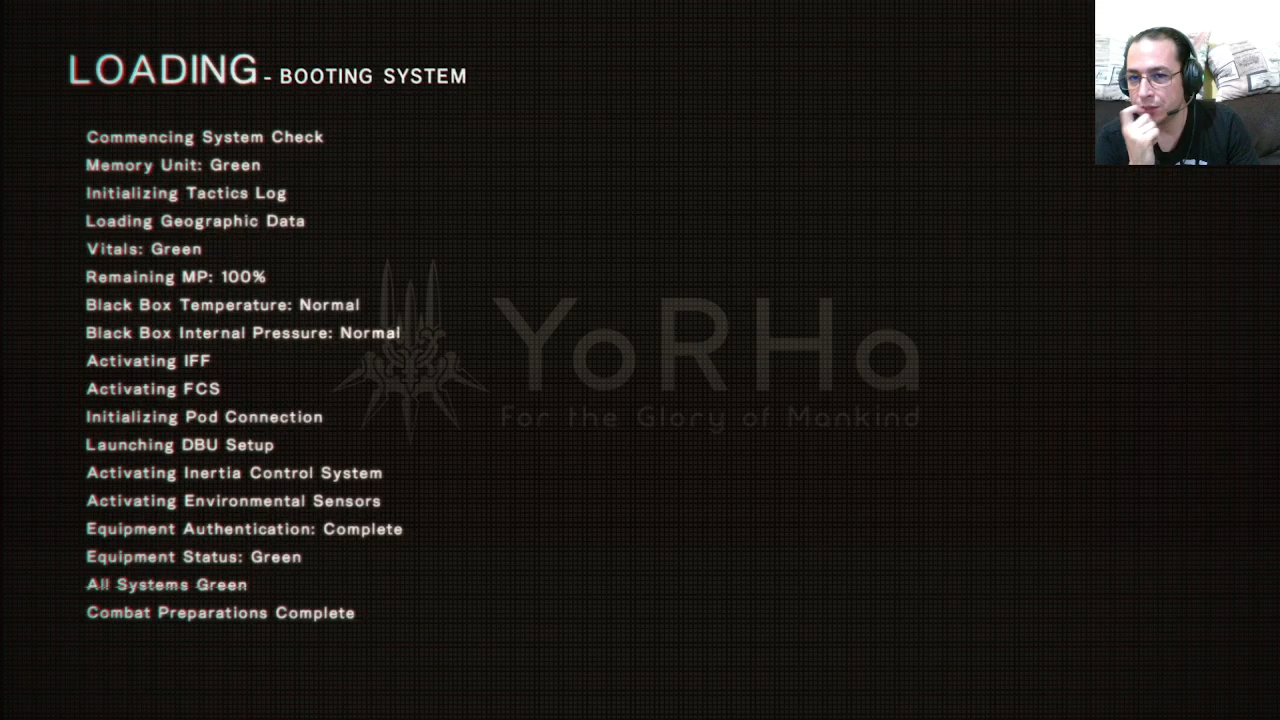 LOADING - BOOTING SYSTEM
Commencing System Check
Memory Unit: Green
Initializing Tactics Log
Loading Geographic Data
Vitals: Green
Remaining MP: 100%
Black Box Temperature: Normal
Black Box Internal Pressure: Normal
Activating IFF
Activating FCS
Initializing Pod Connection
Launching DBU Setup
Activating Inertia Control System
Activating Environmental Sensors
Equipment Authentication: Complete
Equipment Status: Green
All Systems Green
Combat Preparations Complete
YoRHa
For the Glory of Mankind